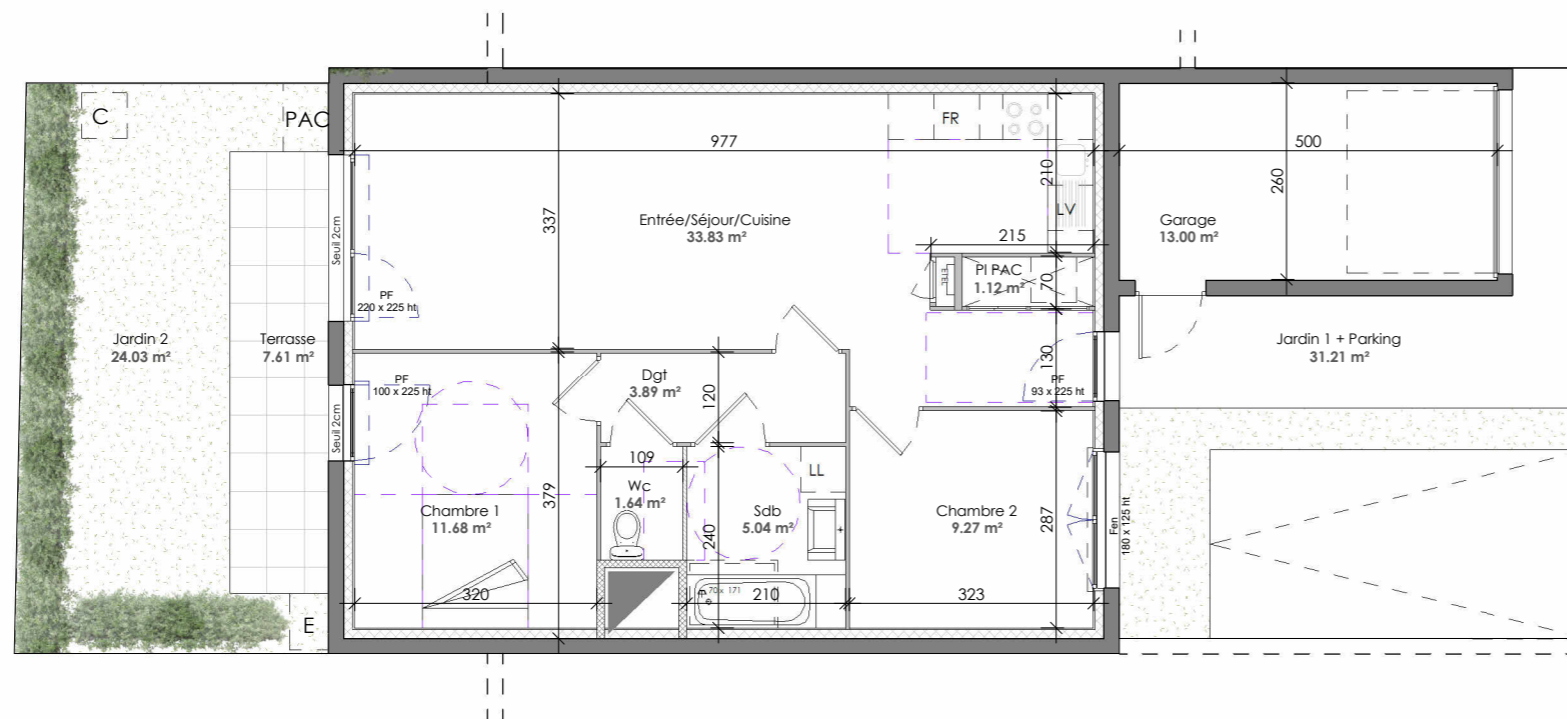 C
PAC
FR
977
500
210
260
337
Entrée/Séjour/Cuisine
33.83 m²
LV
Garage
13.00 m²
Seuil 2cm
215
PI PAC
1.12 m²
ETEL
70
PF
220 x 225 ht
Jardin 2
24.03 m²
Terrasse
7.61 m²
Jardin 1 + Parking
31.21 m²
130
PF
93 x 225 ht
PF
100 x 225 ht
Dgt
3.89 m²
120
Seuil 2cm
109
LL
Wc
1.64 m²
379
Chambre 1
11.68 m²
Sdb
5.04 m²
240
Chambre 2
9.27 m²
287
Fen
180 x 125 ht
320
70 x 171
210
323
E